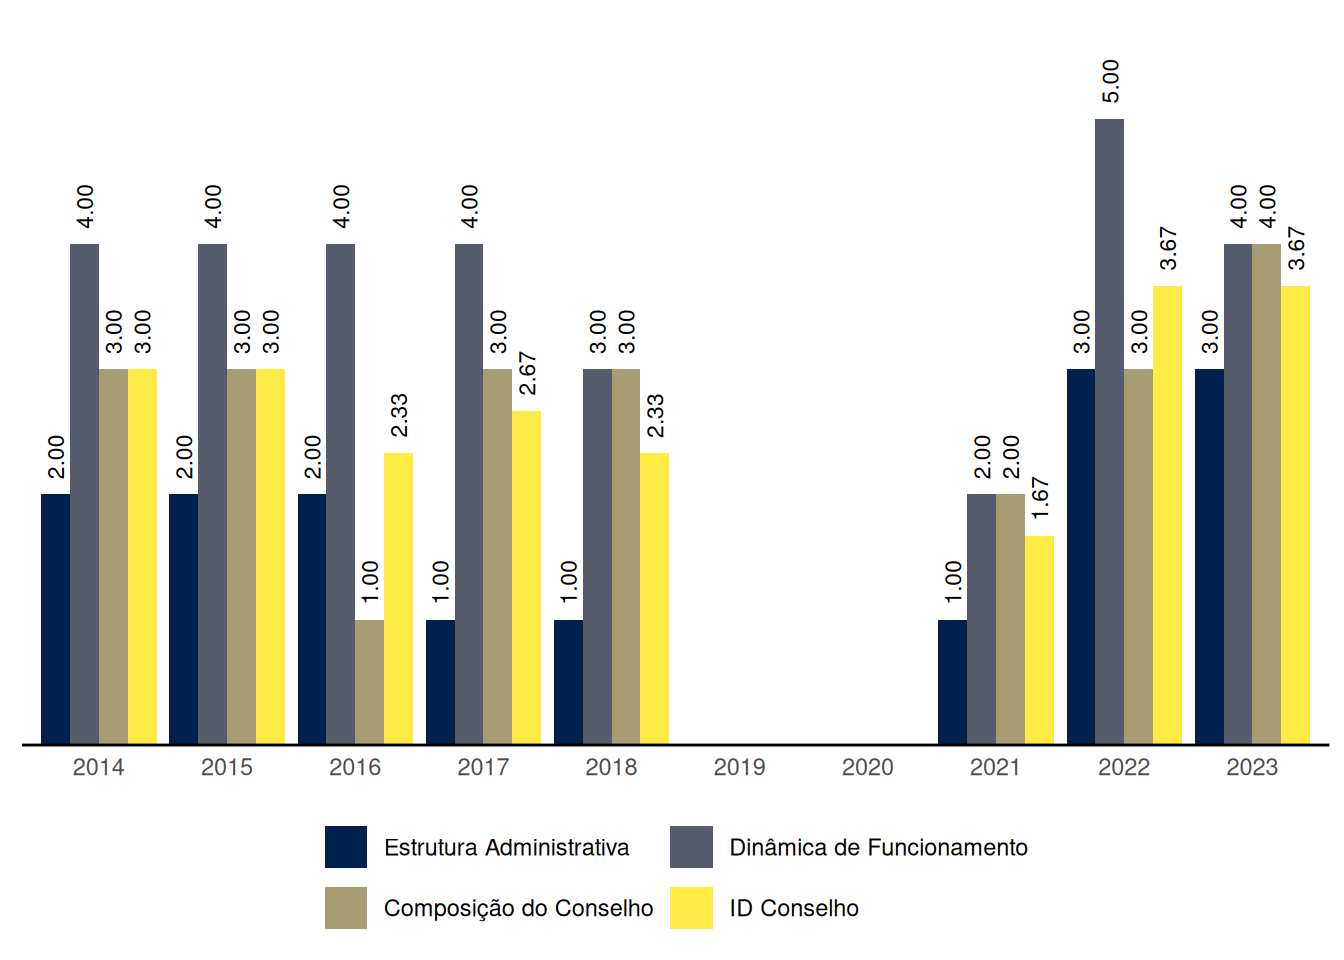 5.00
4.00 4.00 4.00 4.00 4.00 4.00
3.67 3.67
3.00 3.00 3.00 3.00 3.00 3.00 3.00 3.00 3.00 3.00
2.67
2.33 2.33
2.00 2.00 2.00 2.00 2.00
1.67
1.00 1.00 1.00 1.00
2014 2015 2016 2017 2018 2019 2020 2021 2022 2023
Estrutura Administrativa Dinâmica de Funcionamento
Composição do Conselho ID Conselho